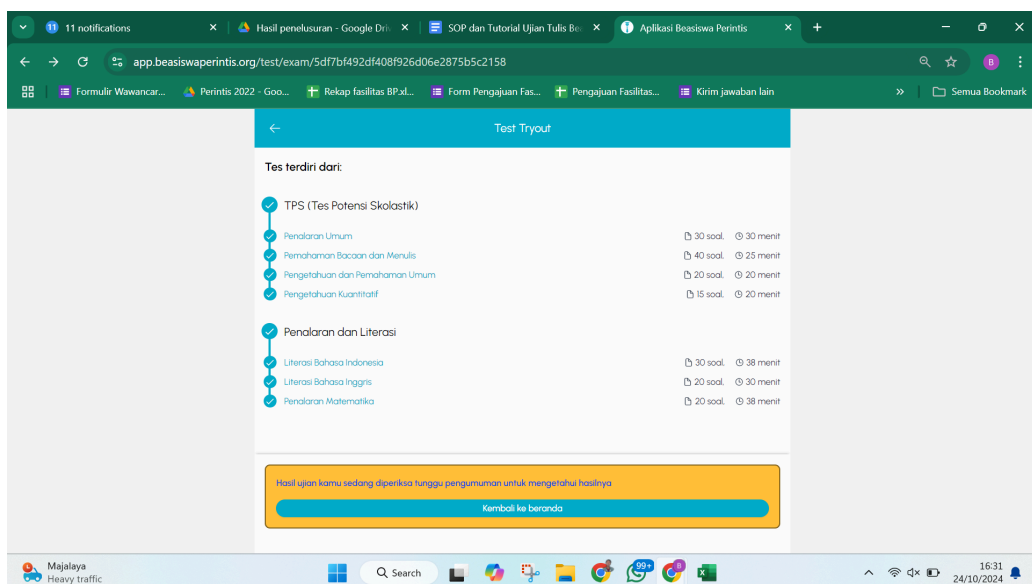 11 notifications
Hasil penelusuran - Google Driv
SOP dan Tutorial Ujian Tulis Be
Aplikasi Beasiswa Perintis
app.beasiswaperintis.org/test/exam/5df7bf492df408f926d06e2875b5c2158
B
Formulir Wawancar...
Perintis 2022 - Goo...
Rekap fasilitas BP.xl...
Form Pengajuan Fas...
Pengajuan Fasilitas...
Kirim jawaban lain
»
Semua Bookmark
Test Tryout
Tes terdiri dari:
TPS (Tes Potensi Skolastik)
Penalaran Umum 30 soal. 30 menit
Pemahaman Bacaan dan Menulis 40 soal. 25 menit
Pengetahuan dan Pemahaman Umum 20 soal. 20 menit
Pengetahuan Kuantitatif 15 soal. 20 menit
Penalaran dan Literasi
Literasi Bahasa Indonesia 30 soal. 38 menit
Literasi Bahasa Inggris 20 soal. 30 menit
Penalaran Matematika 20 soal. 38 menit
Hasil ujian kamu sedang diperiksa tunggu pengumuman untuk mengetahui hasilnya
Kembali ke beranda
Majalaya
Heavy traffic
Search
99+
16:31
24/10/2024